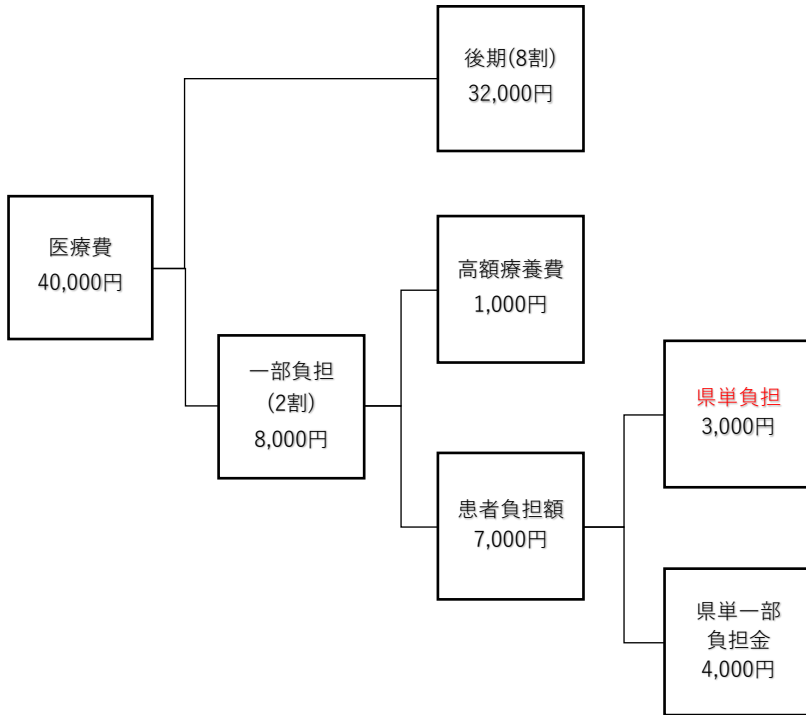 後期(8割)
32,000円
医療費
40,000円
高額療養費
1,000円
一部負担
(2割)
8,000円
県単負担
3,000円
患者負担額
7,000円
県単一部
負担金
4,000円